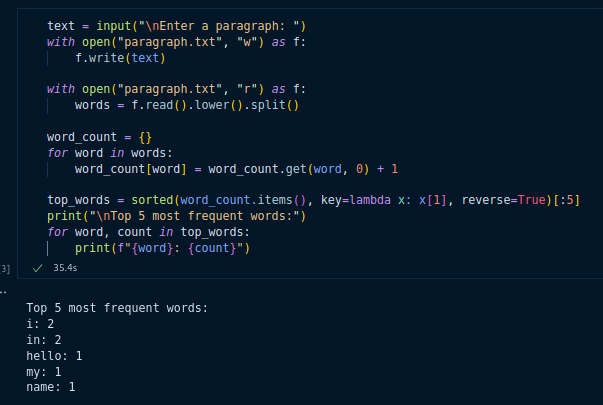 text = input("\nEnter a paragraph: ")
with open("paragraph.txt", "w") as f:
    f.write(text)

with open("paragraph.txt", "r") as f:
    words = f.read().lower().split()

word_count = {}
for word in words:
    word_count[word] = word_count.get(word, 0) + 1

top_words = sorted(word_count.items(), key=lambda x: x[1], reverse=True)[:5]
print("\nTop 5 most frequent words:")
for word, count in top_words:
    print(f"{word}: {count}")
3] ✓ 35.4s
..
Top 5 most frequent words:
i: 2
in: 2
hello: 1
my: 1
name: 1